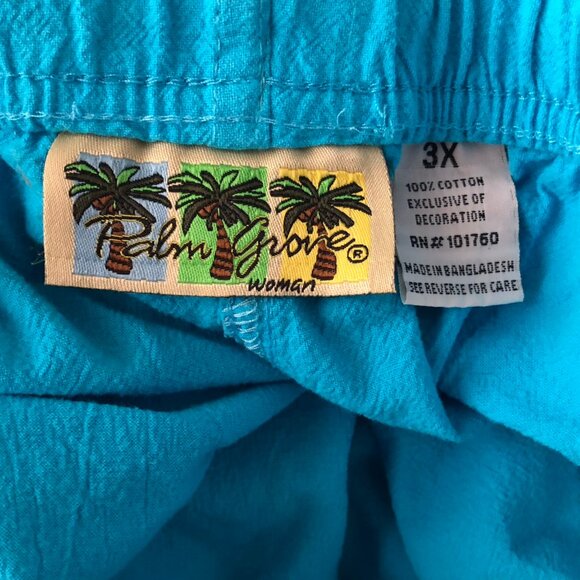 Palm Grove®
woman
3X
100% COTTON
EXCLUSIVE OF
DECORATION
RN# 101760
MADE IN BANGLADESH
SEE REVERSE FOR CARE